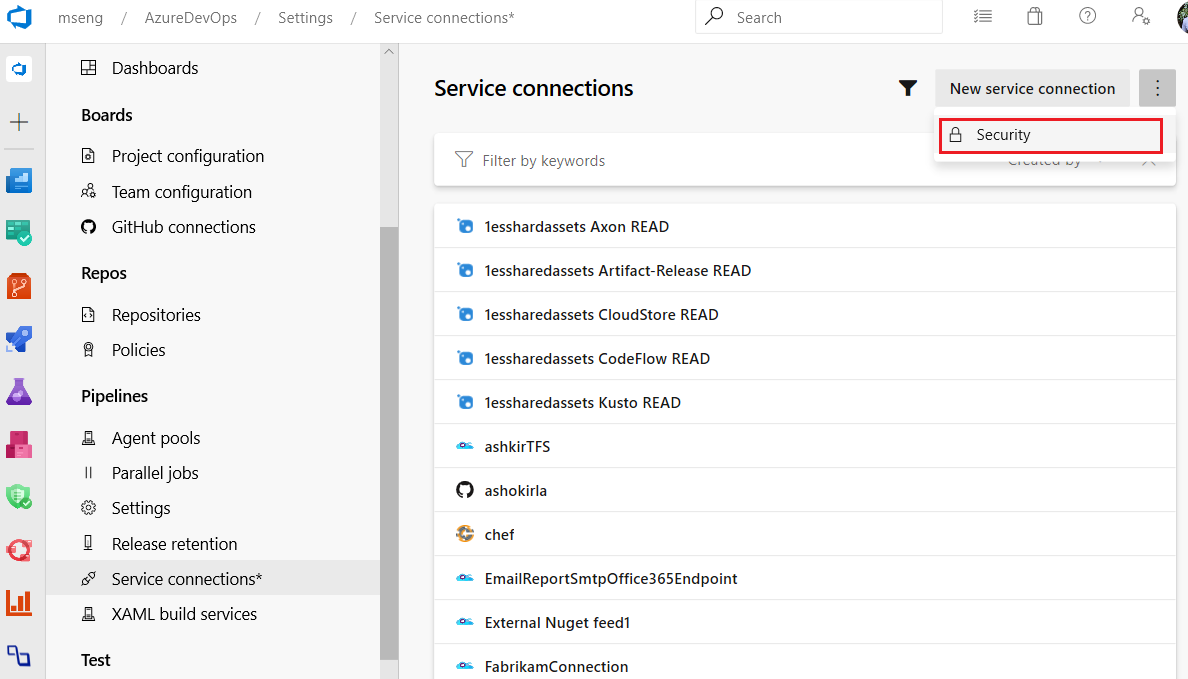 mseng / AzureDevOps / Settings / Service connections*
Search
Dashboards
Boards
Project configuration
Team configuration
GitHub connections
Repos
Repositories
Policies
Pipelines
Agent pools
Parallel jobs
Settings
Release retention
Service connections*
XAML build services
Test
Service connections
New service connection
Security
Filter by keywords
Created by
1esshardassets Axon READ
1essharedassets Artifact-Release READ
1essharedassets CloudStore READ
1essharedassets CodeFlow READ
1essharedassets Kusto READ
ashkirTFS
ashokirla
chef
EmailReportSmtpOffice365Endpoint
External Nuget feed1
FabrikamConnection